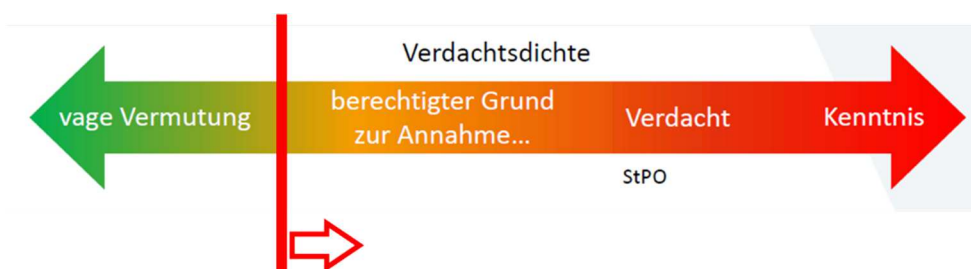 Verdachtsdichte
vage Vermutung
berechtigter Grund
zur Annahme...
Verdacht
Kenntnis
StPO